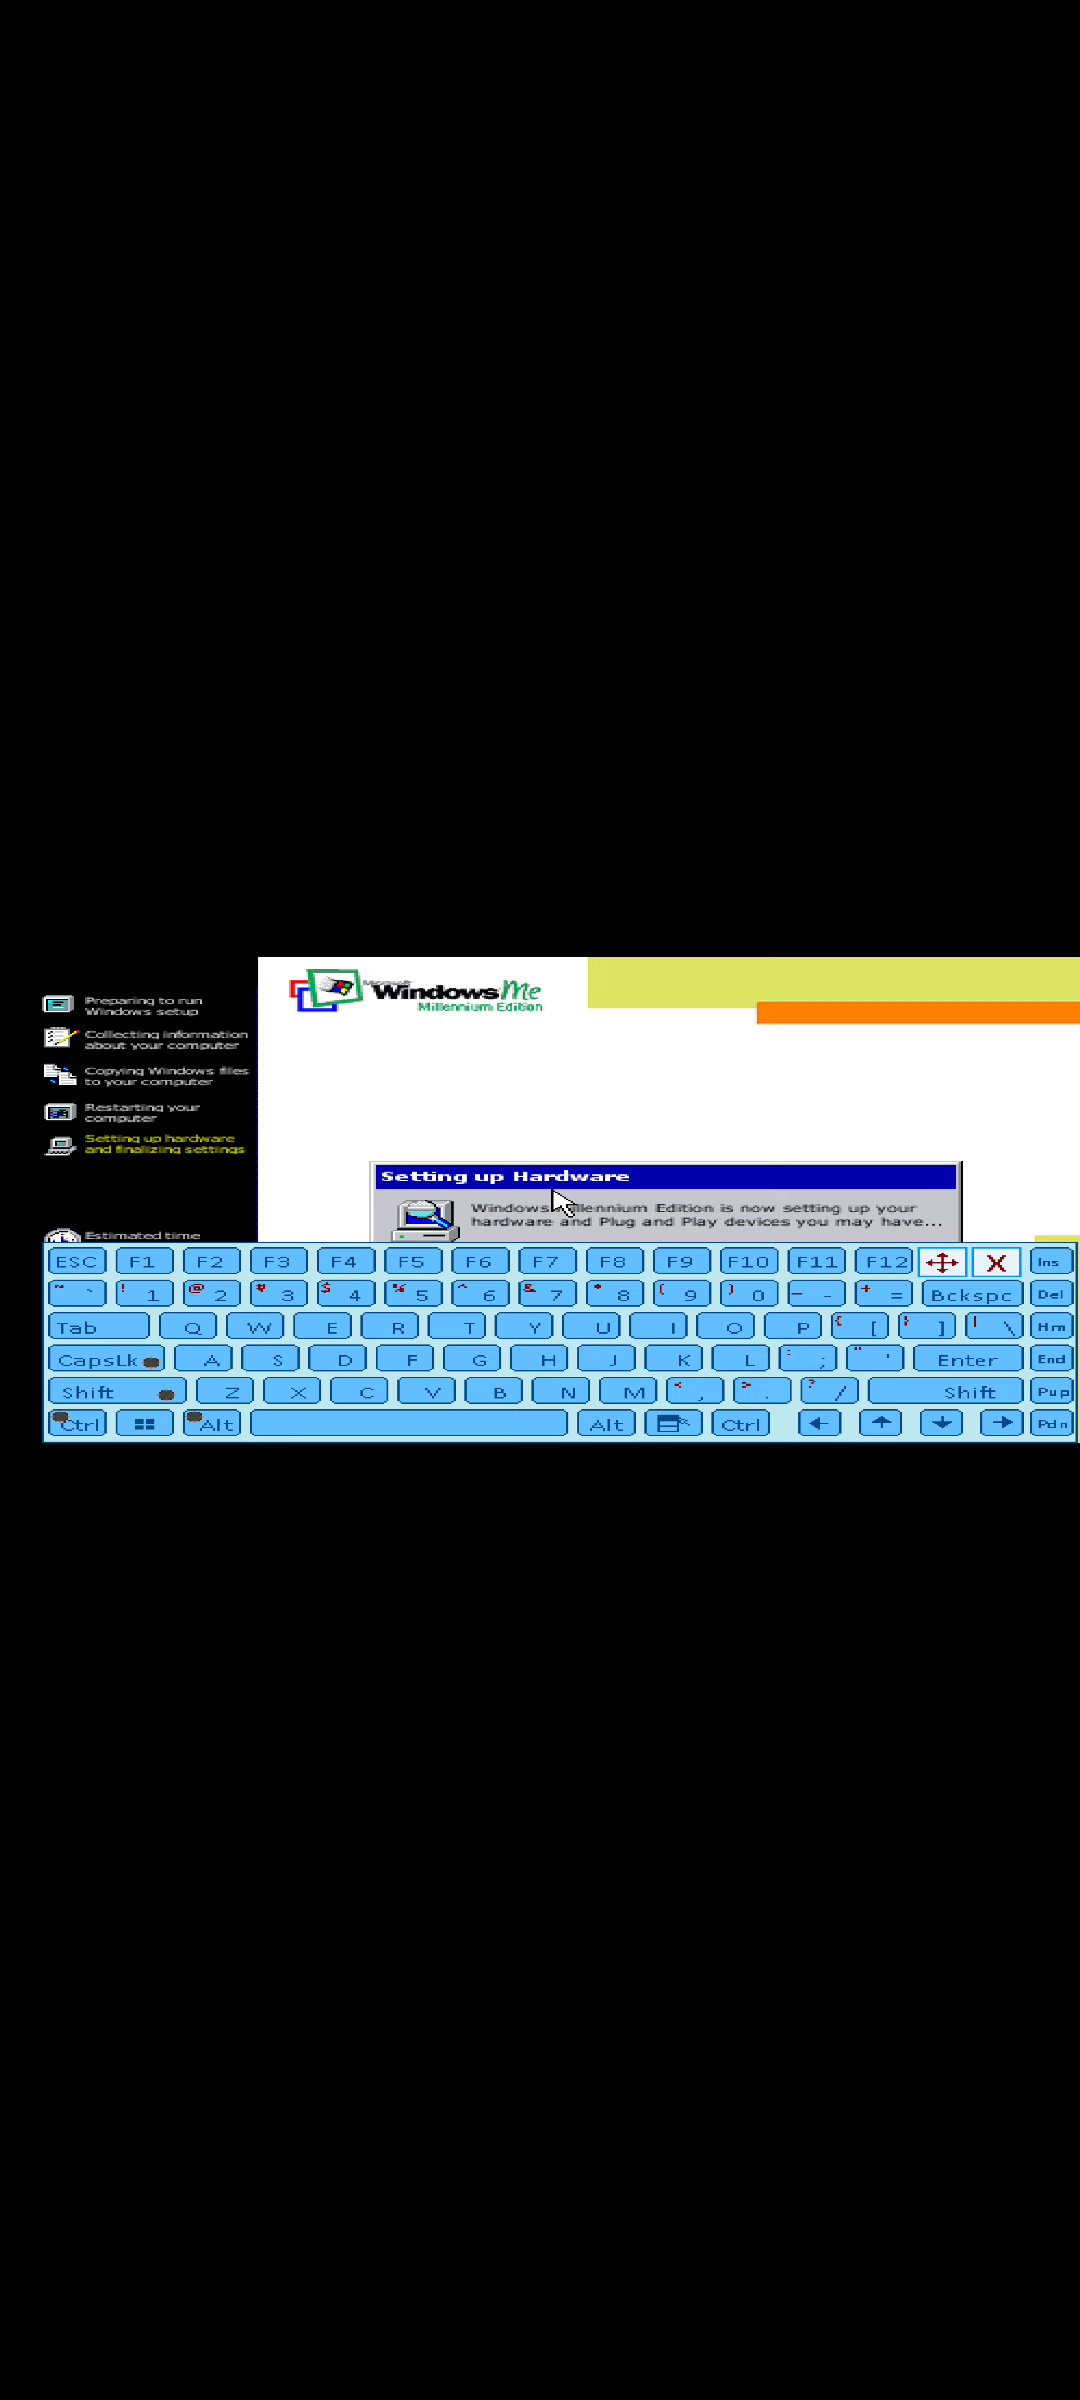 Preparing to run
Windows setup
Collecting information
about your computer
Copying Windows files
to your computer
Restarting your
computer
Setting up hardware
and finalizing settings
Estimated time
Microsoft
Windows Me
Millennium Edition
Setting up Hardware
Windows Millennium Edition is now setting up your
hardware and Plug and Play devices you may have...
ESC F1 F2 F3 F4 F5 F6 F7 F8 F9 F10 F11 F12 X Ins
~ ` ! 1 @ 2 # 3 $ 4 % 5 ^ 6 & 7 * 8 ( 9 ) 0 _ - + = Bckspc Del
Tab Q W E R T Y U I O P { [ } ] | \ Hm
CapsLk A S D F G H J K L : ; " ' Enter End
Shift Z X C V B N M < , > . ? / Shift Pup
Ctrl Alt Alt Ctrl ← ↑ ↓ → Pdn